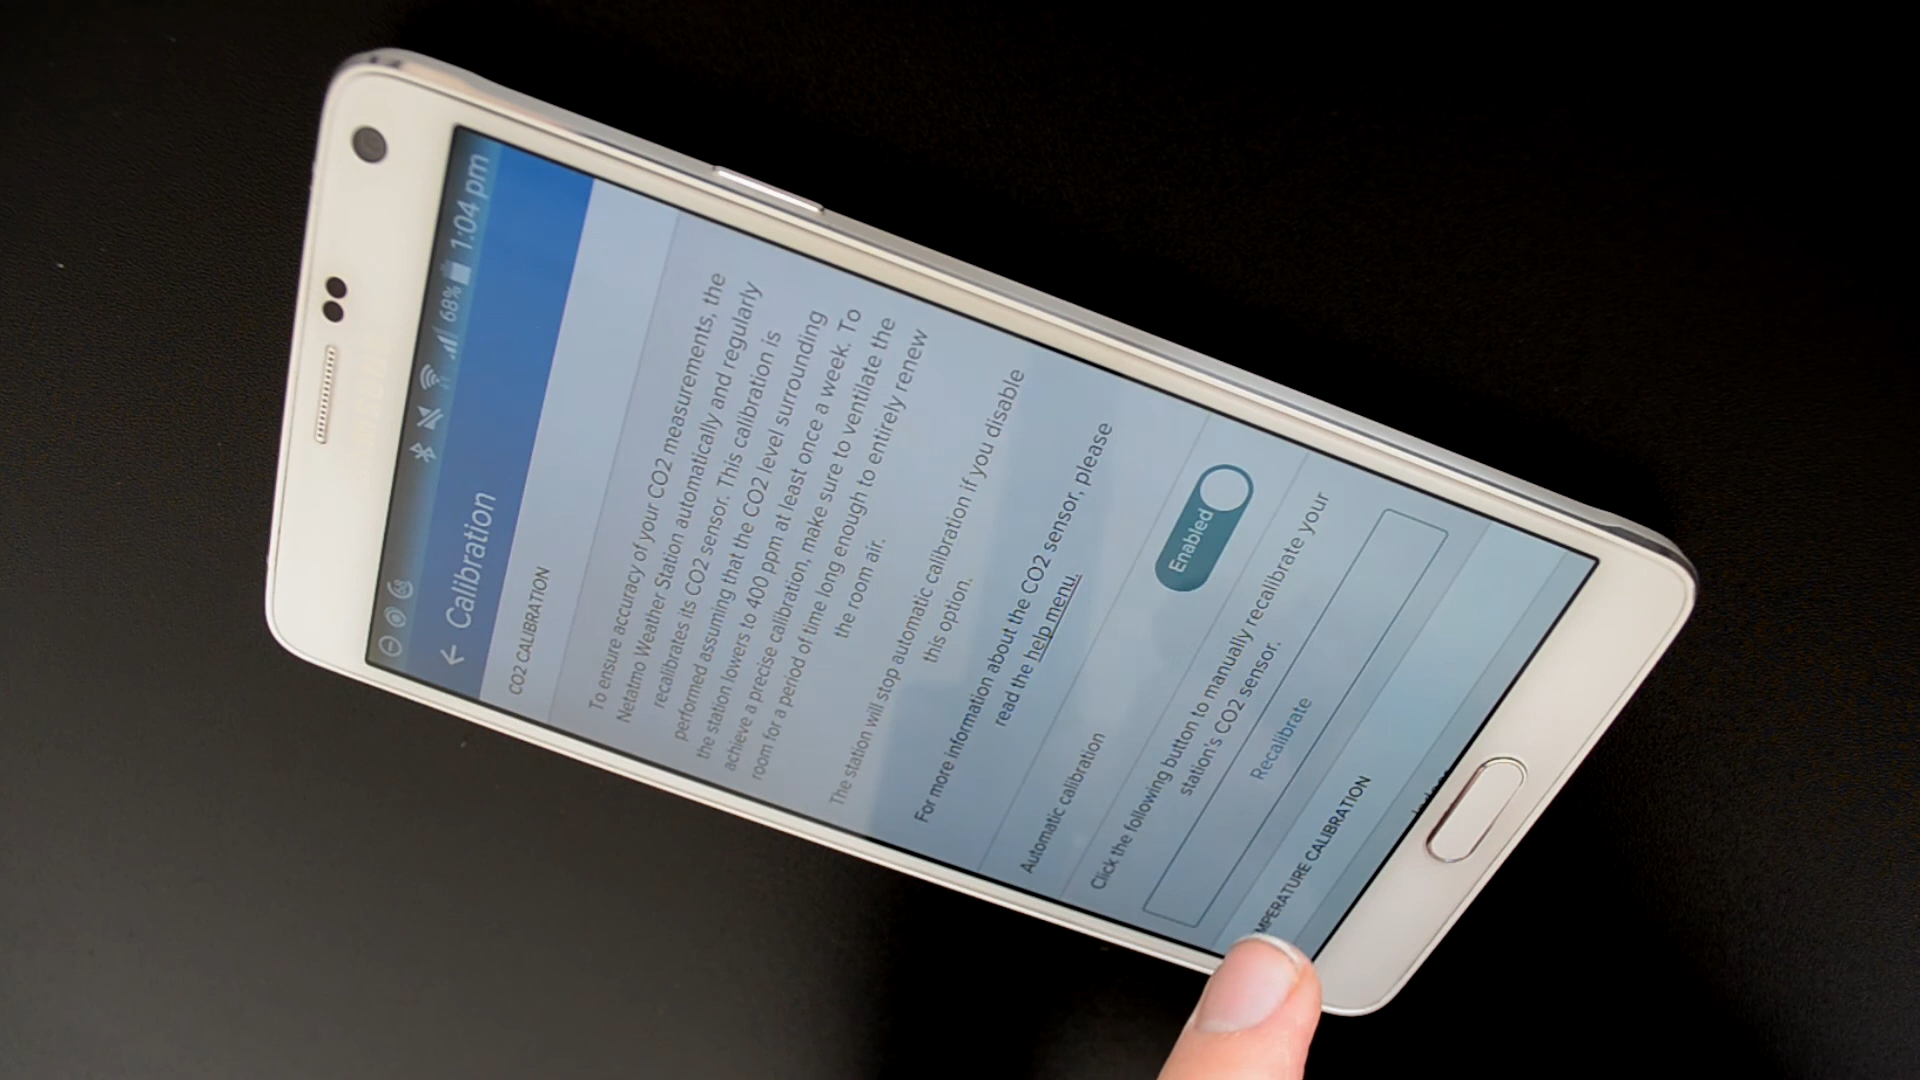 68% 1:04 pm
Calibration
CO2 CALIBRATION
To ensure accuracy of your CO2 measurements, the
Netatmo Weather Station automatically and regularly
recalibrates its CO2 sensor. This calibration is
performed assuming that the CO2 level surrounding
the station lowers to 400 ppm at least once a week. To
achieve a precise calibration, make sure to ventilate the
room for a period of time long enough to entirely renew
the room air.
The station will stop automatic calibration if you disable
this option.
For more information about the CO2 sensor, please
read the help menu.
Automatic calibration Enabled
Click the following button to manually recalibrate your
station's CO2 sensor.
Recalibrate
MPERATURE CALIBRATION